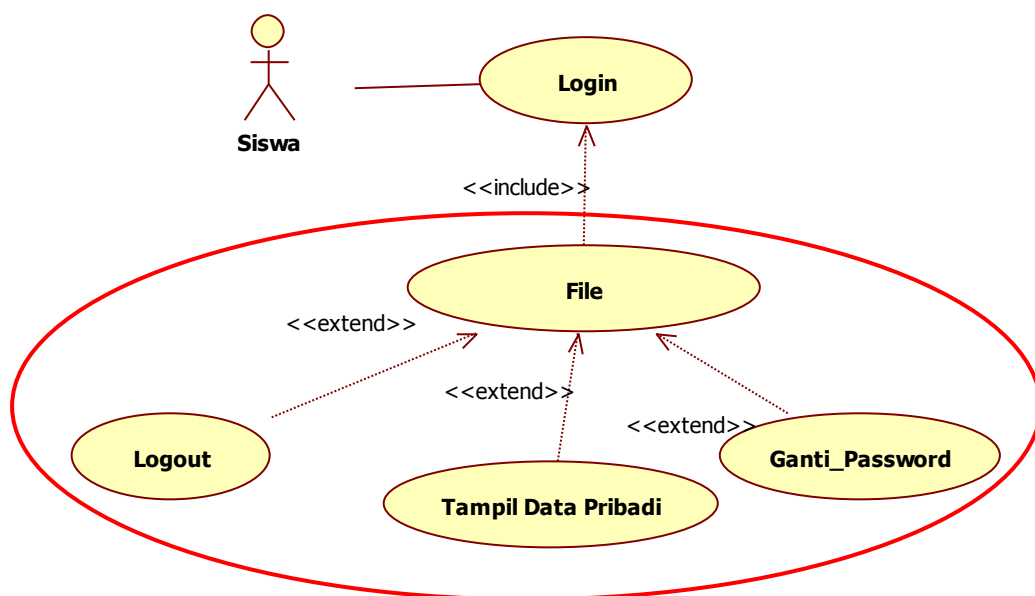 Login
Siswa
<<include>>
File
<<extend>>
<<extend>>
<<extend>>
Logout
Ganti_Password
Tampil Data Pribadi